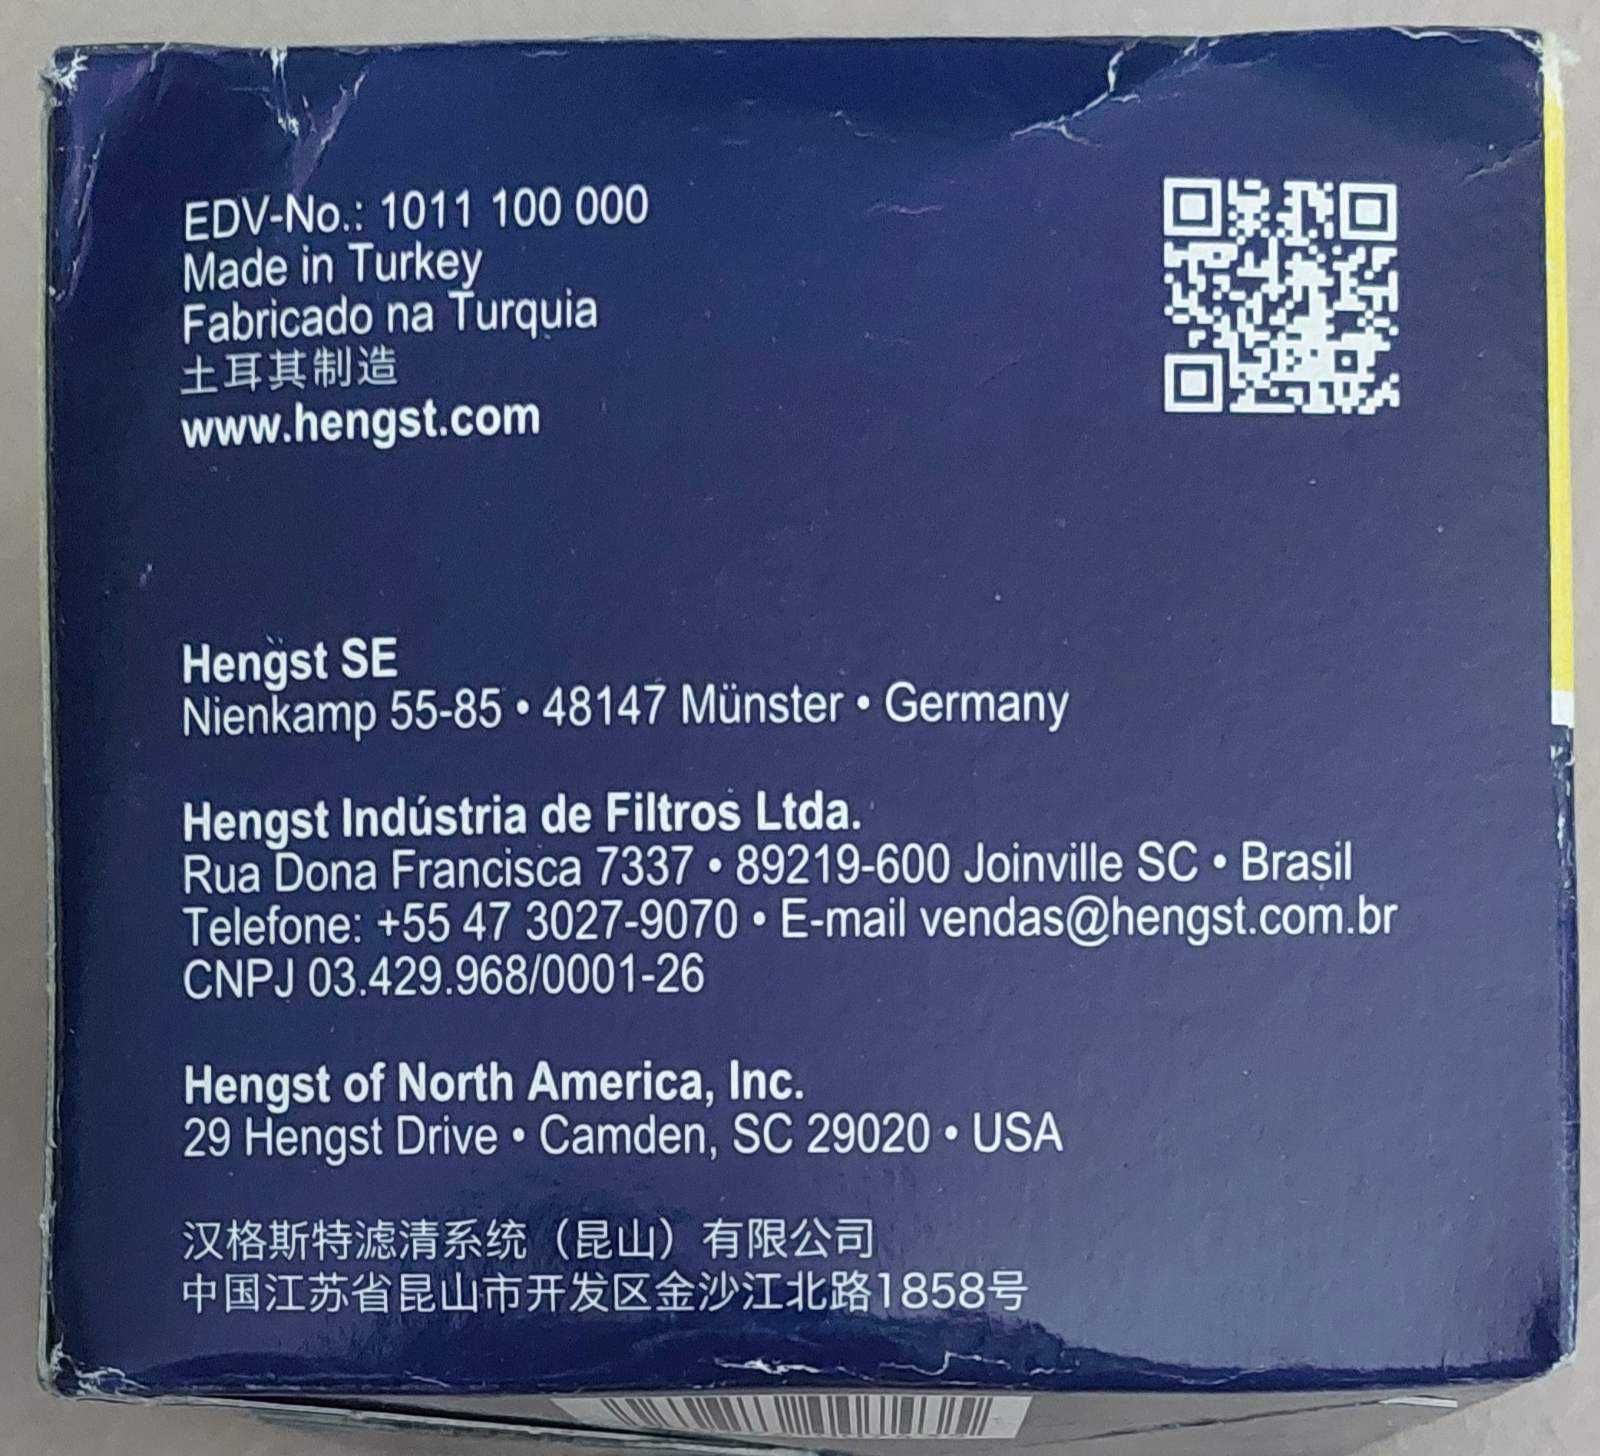 EDV-No.: 1011 100 000
Made in Turkey
Fabricado na Turquia
土耳其制造
www.hengst.com
Hengst SE
Nienkamp 55-85 • 48147 Münster • Germany
Hengst Indústria de Filtros Ltda.
Rua Dona Francisca 7337 • 89219-600 Joinville SC • Brasil
Telefone: +55 47 3027-9070 • E-mail vendas@hengst.com.br
CNPJ 03.429.968/0001-26
Hengst of North America, Inc.
29 Hengst Drive • Camden, SC 29020 • USA
汉格斯特滤清系统（昆山）有限公司
中国江苏省昆山市开发区金沙江北路1858号